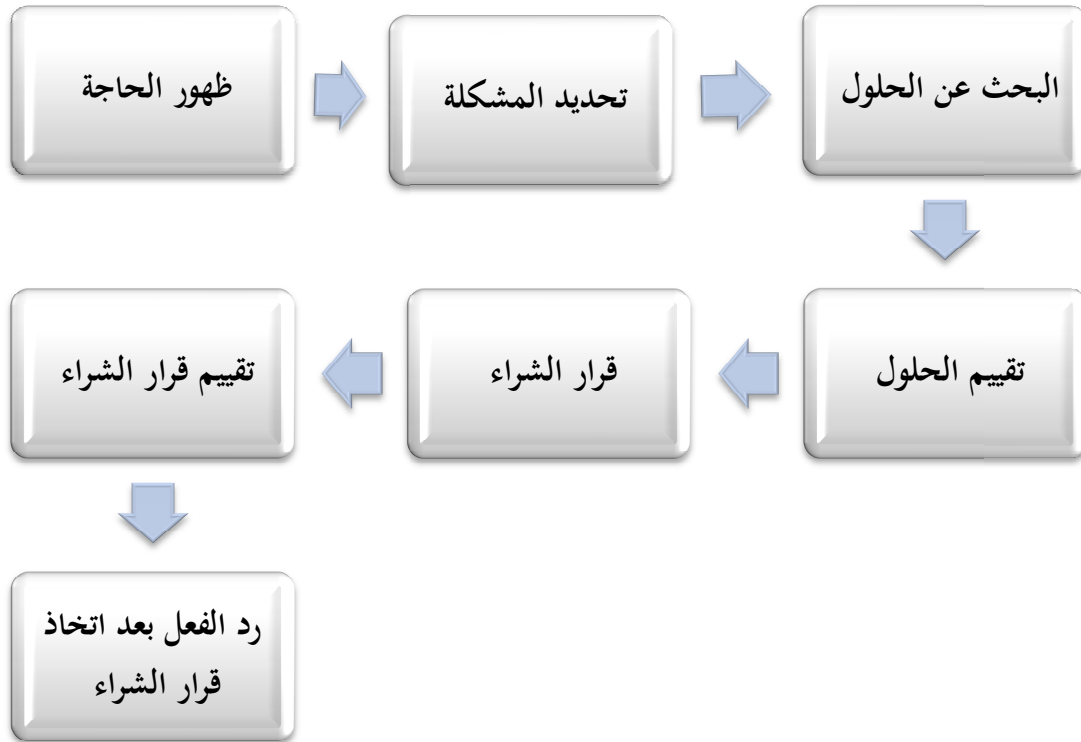 ظهور الحاجة
تحديد المشكلة
البحث عن الحلول
تقييم الحلول
قرار الشراء
تقييم قرار الشراء
رد الفعل بعد اتخاذ
قرار الشراء